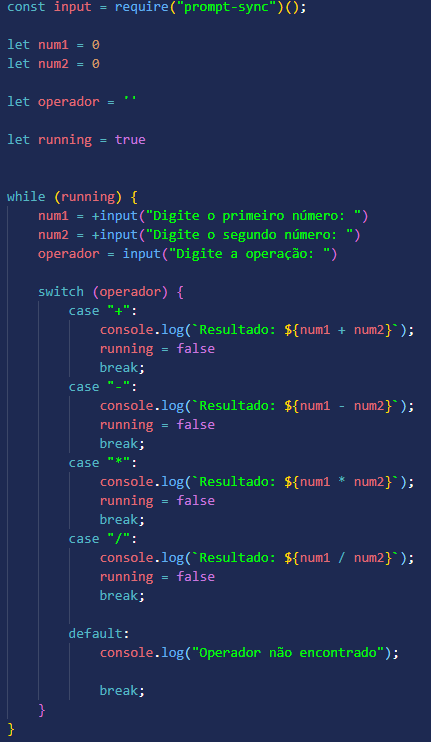 const input = require("prompt-sync")();
let num1 = 0
let num2 = 0
let operador = ''
let running = true
while (running) {
    num1 = +input("Digite o primeiro número: ")
    num2 = +input("Digite o segundo número: ")
    operador = input("Digite a operação: ")
    switch (operador) {
        case "+":
            console.log(`Resultado: ${num1 + num2}`);
            running = false
            break;
        case "-":
            console.log(`Resultado: ${num1 - num2}`);
            running = false
            break;
        case "*":
            console.log(`Resultado: ${num1 * num2}`);
            running = false
            break;
        case "/":
            console.log(`Resultado: ${num1 / num2}`);
            running = false
            break;
        default:
            console.log("Operador não encontrado");
            break;
    }
}